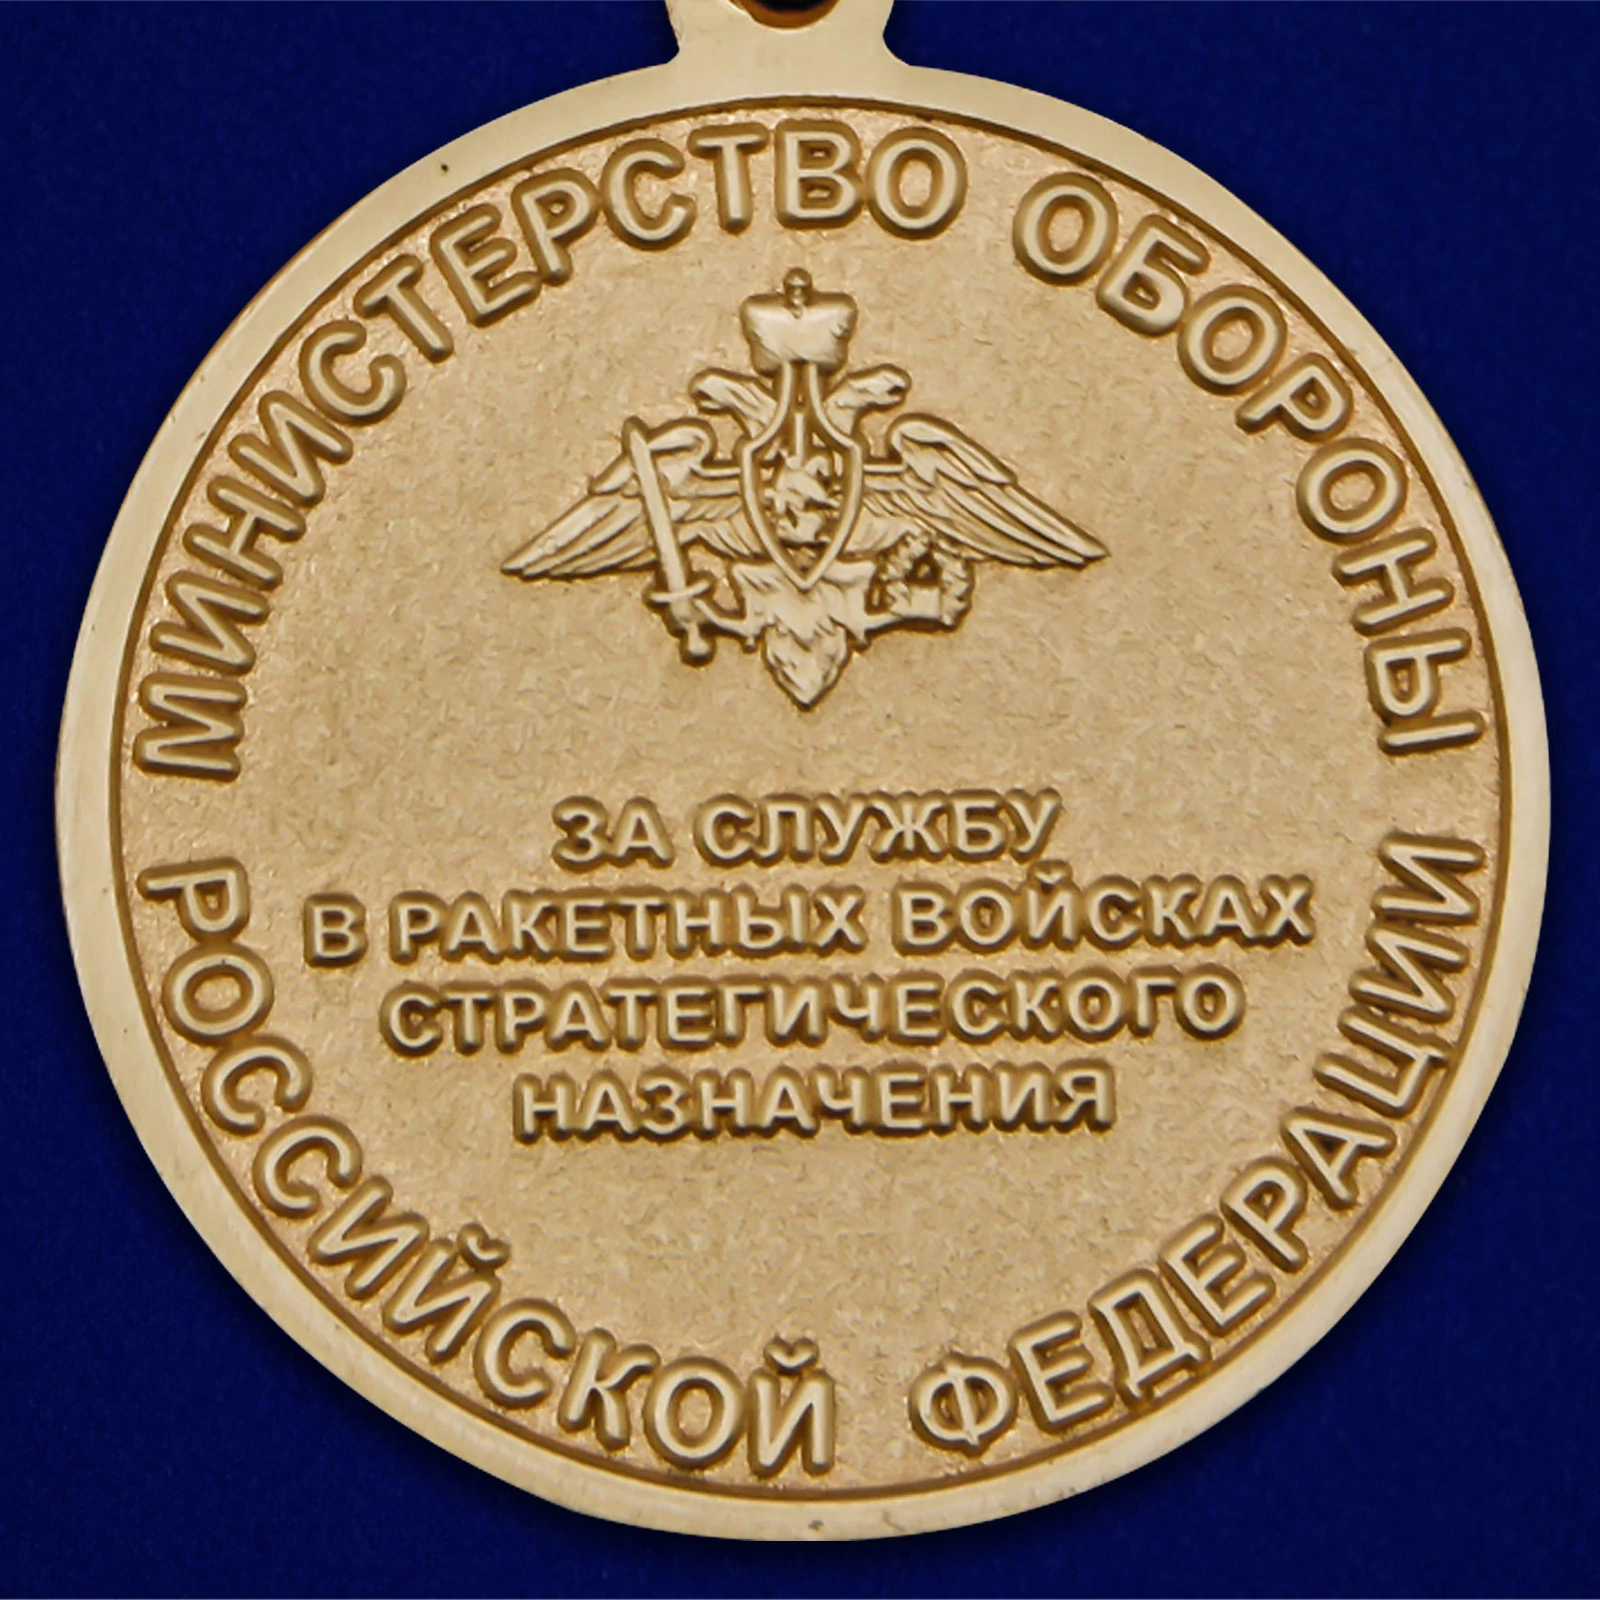 МИНИСТЕРСТВО ОБОРОНЫ
ЗА СЛУЖБУ
В РАКЕТНЫХ ВОЙСКАХ
СТРАТЕГИЧЕСКОГО
НАЗНАЧЕНИЯ
РОССИЙСКОЙ ФЕДЕРАЦИИ